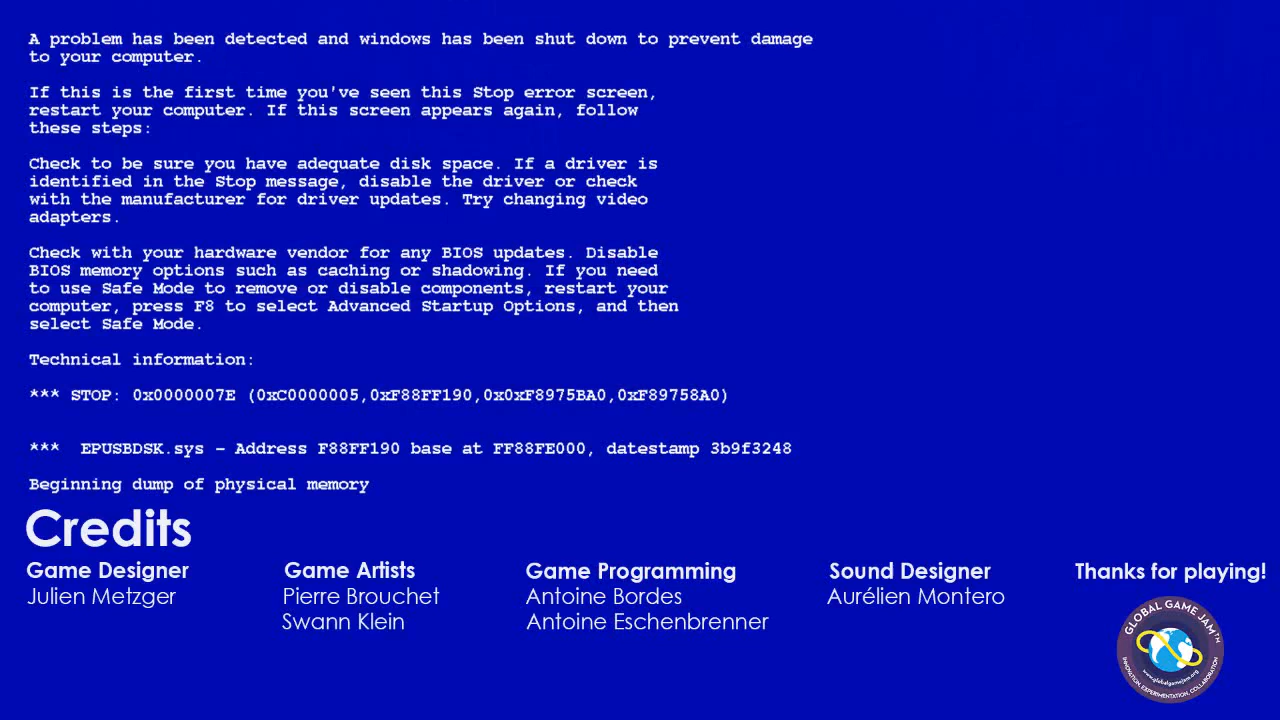 A problem has been detected and windows has been shut down to prevent damage
to your computer.
If this is the first time you've seen this Stop error screen,
restart your computer. If this screen appears again, follow
these steps:
Check to be sure you have adequate disk space. If a driver is
identified in the Stop message, disable the driver or check
with the manufacturer for driver updates. Try changing video
adapters.
Check with your hardware vendor for any BIOS updates. Disable
BIOS memory options such as caching or shadowing. If you need
to use Safe Mode to remove or disable components, restart your
computer, press F8 to select Advanced Startup Options, and then
select Safe Mode.
Technical information:
*** STOP: 0x0000007E (0xC0000005,0xF88FF190,0x0xF8975BA0,0xF89758A0)
***  EPUSBDSK.sys – Address F88FF190 base at FF88FE000, datestamp 3b9f3248
Beginning dump of physical memory
Credits
Game Designer
Julien Metzger
Game Artists
Pierre Brouchet
Swann Klein
Game Programming
Antoine Bordes
Antoine Eschenbrenner
Sound Designer
Aurélien Montero
Thanks for playing!
GLOBAL GAME JAM™
www.globalgamejam.org
INNOVATION, EXPERIMENTATION, COLLABORATION